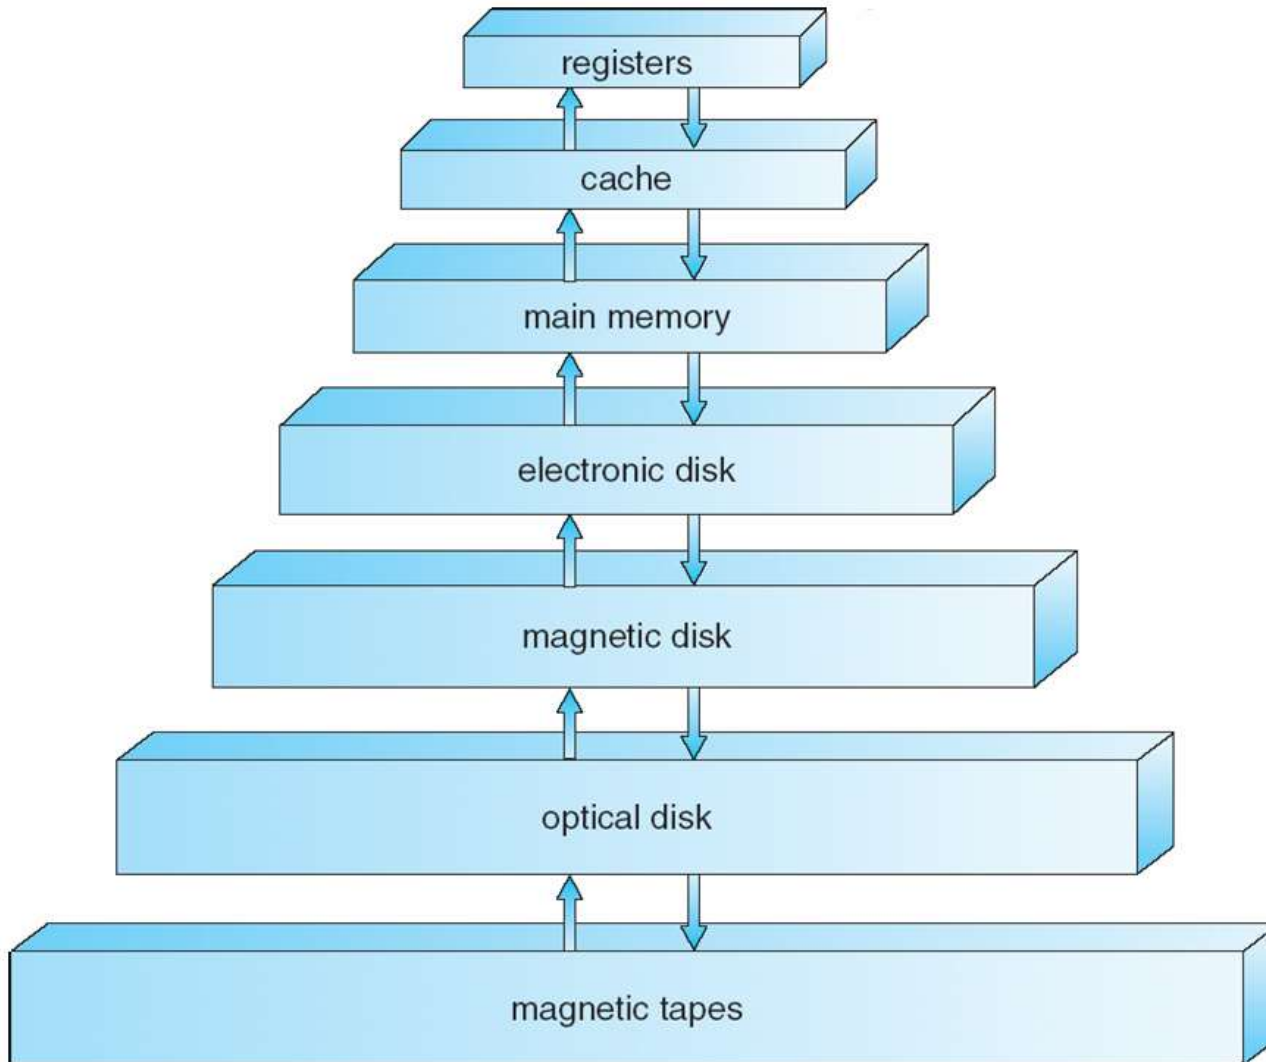 registers
cache
main memory
electronic disk
magnetic disk
optical disk
magnetic tapes